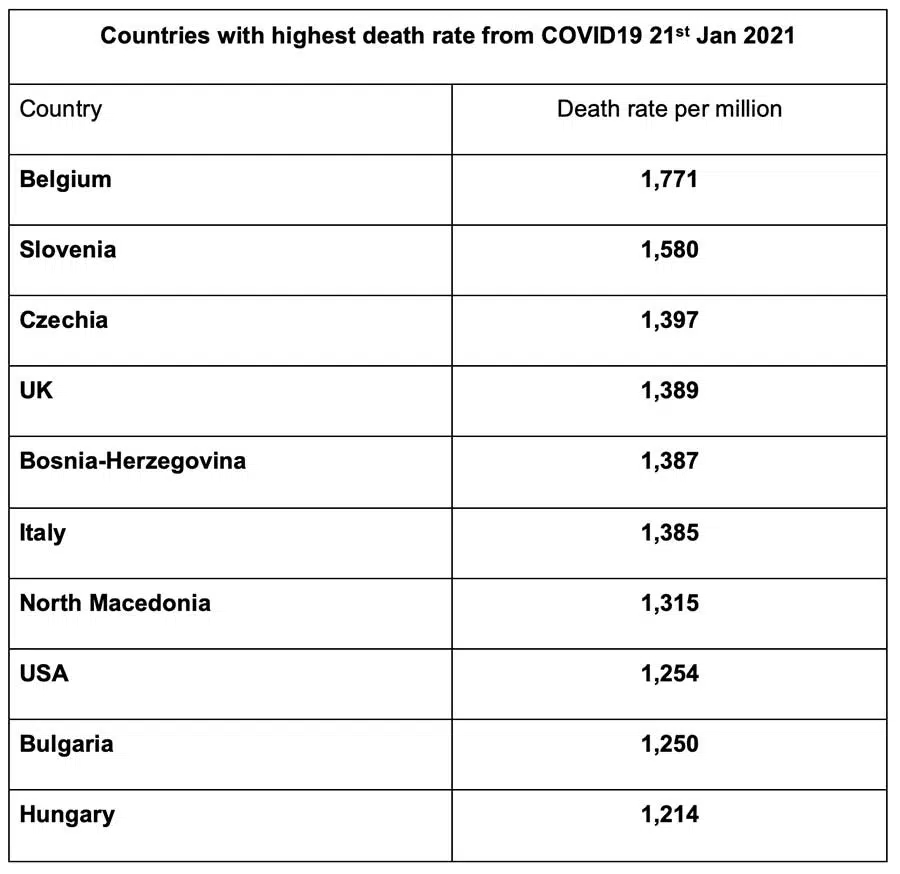 Countries with highest death rate from COVID19 21st Jan 2021
Country Death rate per million
Belgium 1,771
Slovenia 1,580
Czechia 1,397
UK 1,389
Bosnia-Herzegovina 1,387
Italy 1,385
North Macedonia 1,315
USA 1,254
Bulgaria 1,250
Hungary 1,214